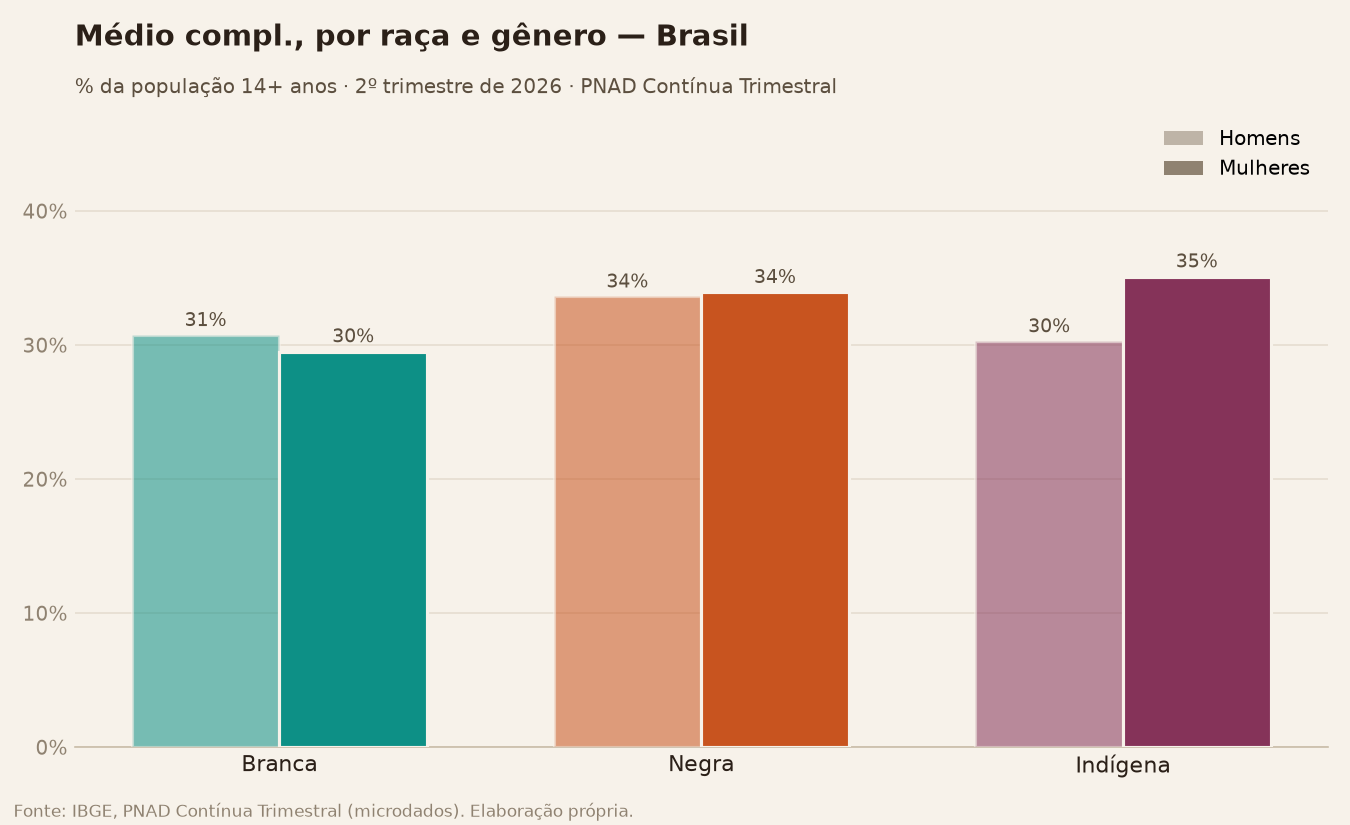 Médio compl., por raça e gênero — Brasil
% da população 14+ anos · 2º trimestre de 2026 · PNAD Contínua Trimestral
Homens
Mulheres
40%
30%
20%
10%
0%
31%
30%
34%
34%
30%
35%
Branca
Negra
Indígena
Fonte: IBGE, PNAD Contínua Trimestral (microdados). Elaboração própria.